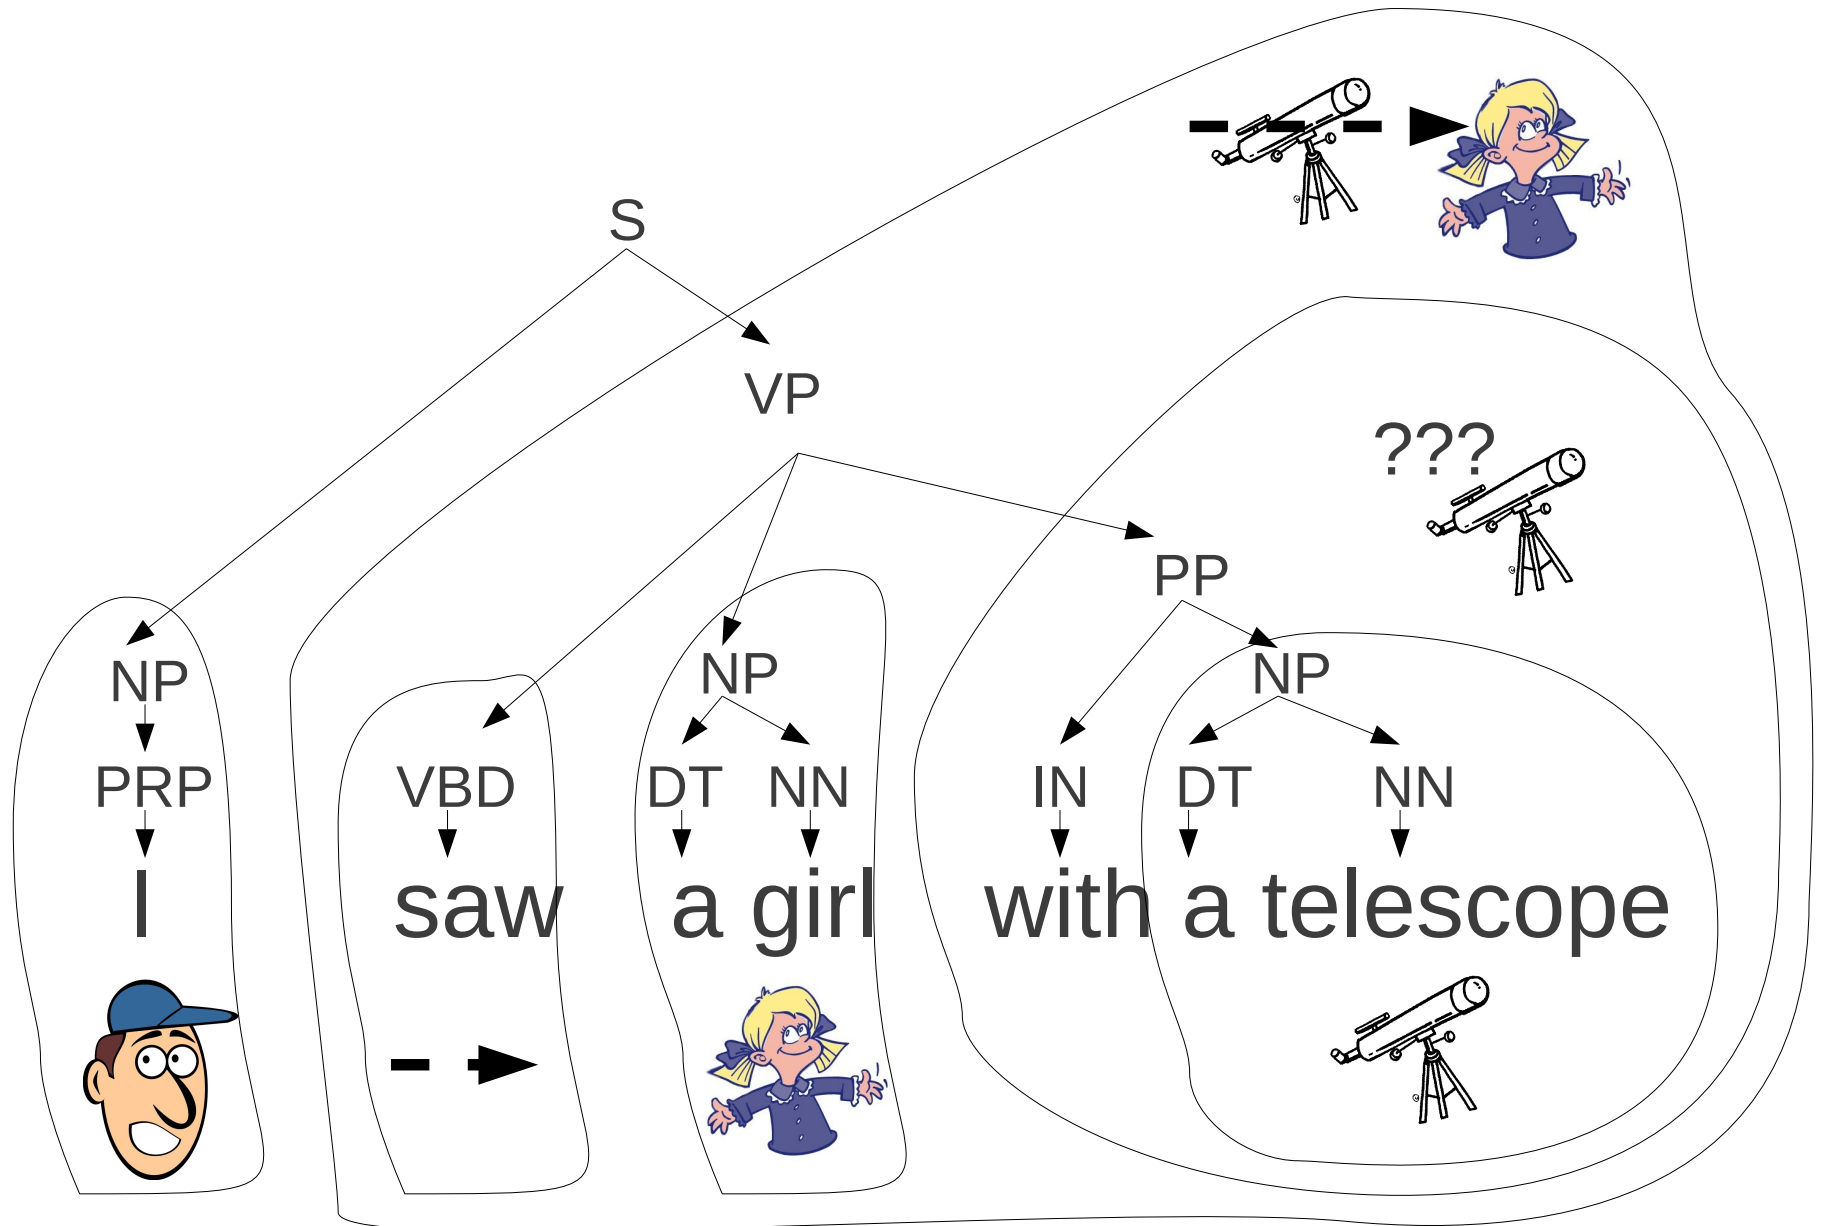 S
VP
???
PP
NP
NP
NP
PRP
VBD
DT NN
IN
DT
NN
I saw a girl with a telescope